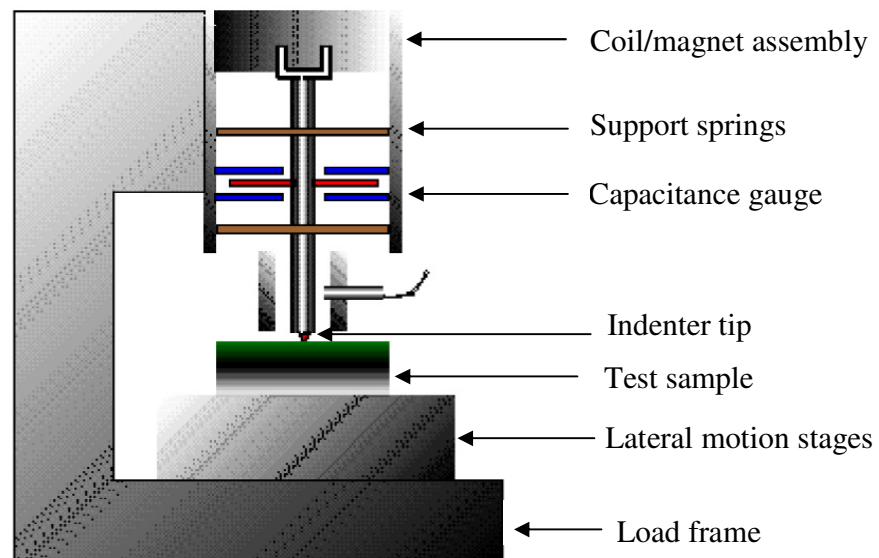 Coil/magnet assembly
Support springs
Capacitance gauge
Indenter tip
Test sample
Lateral motion stages
Load frame